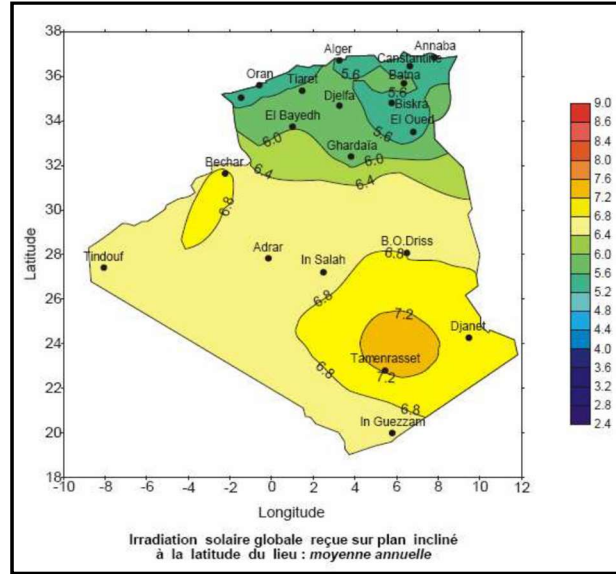 38
36
34
32
30
28
26
24
22
20
18
Latitude
-10 -8 -6 -4 -2 0 2 4 6 8 10 12
Longitude
Alger
Annaba
Canstantine
Oran
Tiaret
5.6
Batna
Djelfa
5.6
Biskra
El Bayedh
5.6
El Oued
6.0
Ghardaïa
6.0
Bechar
6.4
6.4
6.8
Adrar
B.O.Driss
6.8
Tindouf
In Salah
6.8
7.2
Djanet
Tamenrasset
6.8
7.2
6.8
In Guezzam
9.0
8.4
8.0
7.6
7.2
6.8
6.4
6.0
5.6
5.2
4.8
4.4
4.0
3.6
3.2
2.8
2.4
Irradiation solaire globale reçue sur plan incliné
à la latitude du lieu : moyenne annuelle